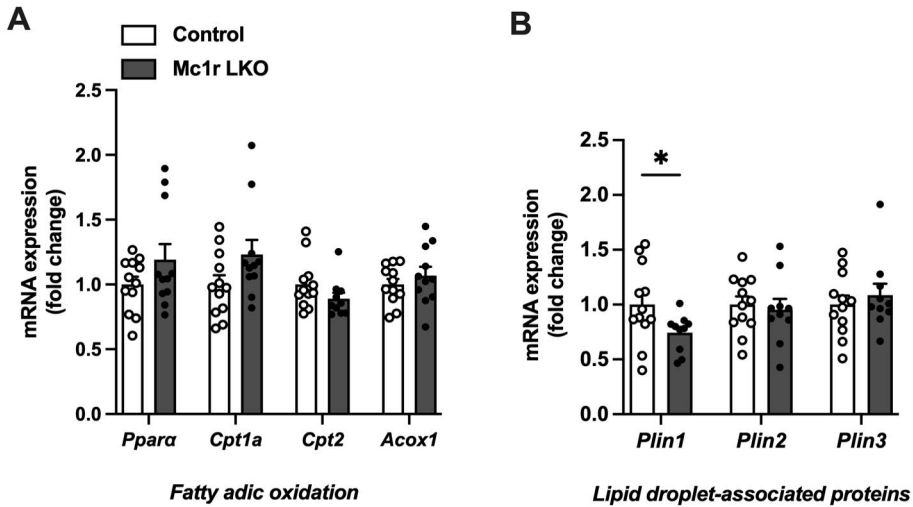 A
Control
Mc1r LKO
mRNA expression
(fold change)
2.5
2.0
1.5
1.0
0.5
0.0
Pparα
Cpt1a
Cpt2
Acox1
Fatty adic oxidation
B
mRNA expression
(fold change)
2.5
2.0
1.5
1.0
0.5
0.0
*
Plin1
Plin2
Plin3
Lipid droplet-associated proteins